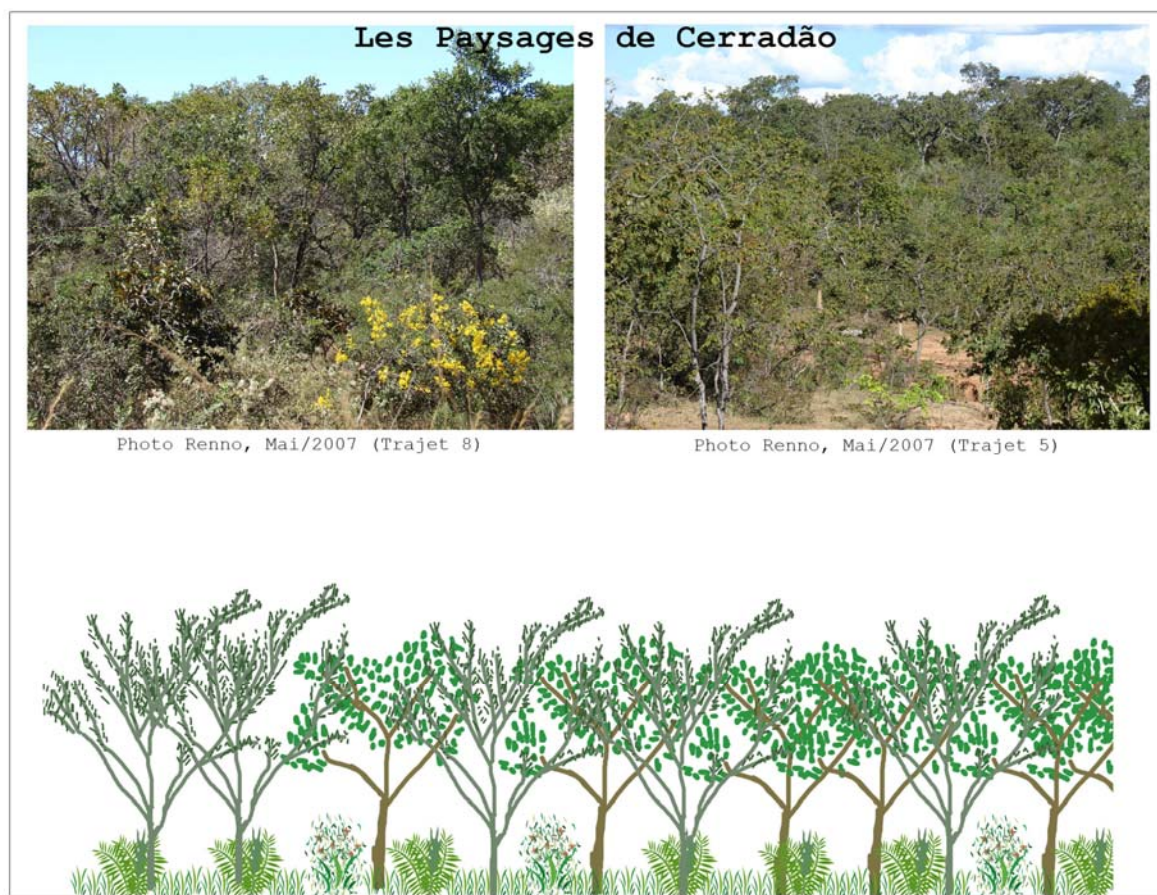 Les Paysages de Cerradão
Photo Renno, Mai/2007 (Trajet 8)
Photo Renno, Mai/2007 (Trajet 5)